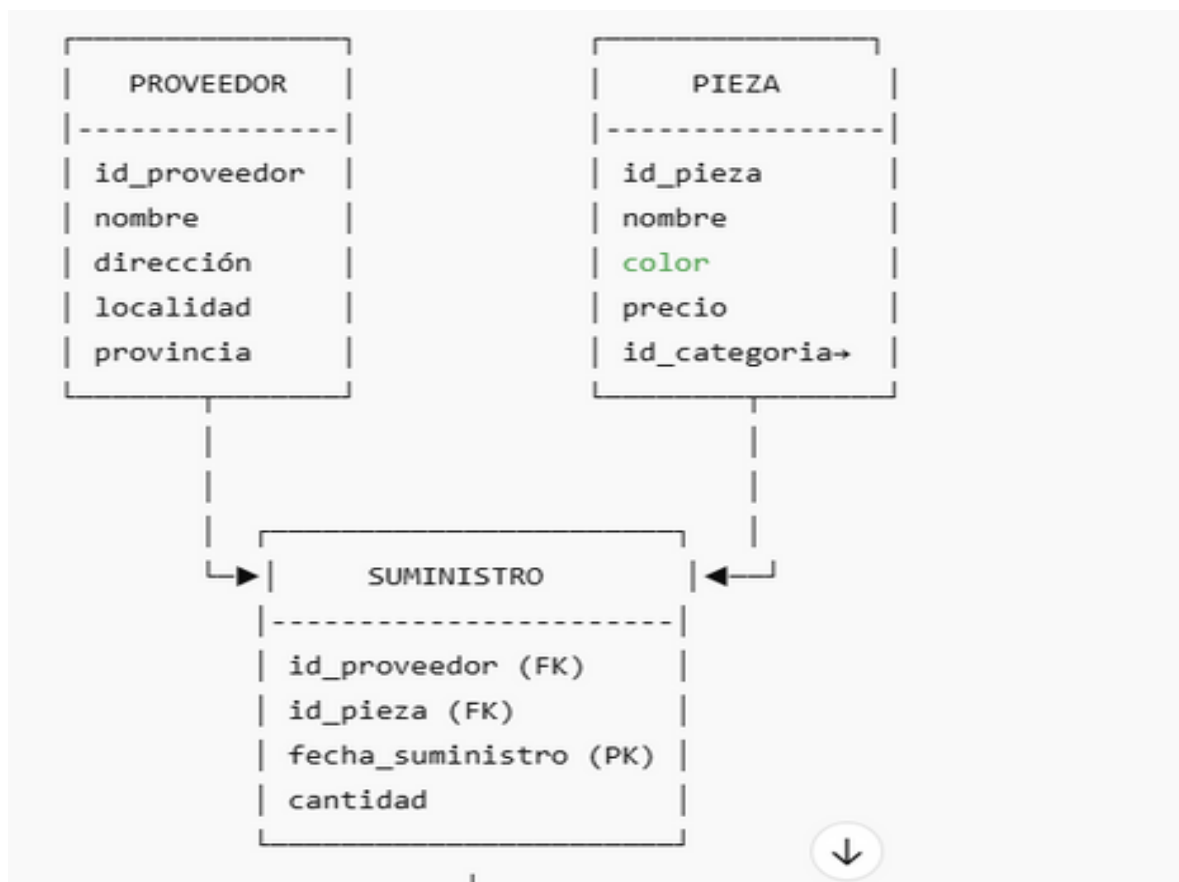 PROVEEDOR
id_proveedor
nombre
dirección
localidad
provincia
PIEZA
id_pieza
nombre
color
precio
id_categoria→
SUMINISTRO
id_proveedor (FK)
id_pieza (FK)
fecha_suministro (PK)
cantidad